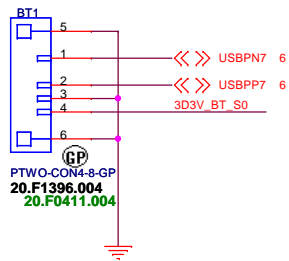 BT1
5
1 USBPN7 6
2 USBPP7 6
3
4 3D3V_BT_S0
6
GP
PTWO-CON4-8-GP
20.F1396.004
20.F0411.004